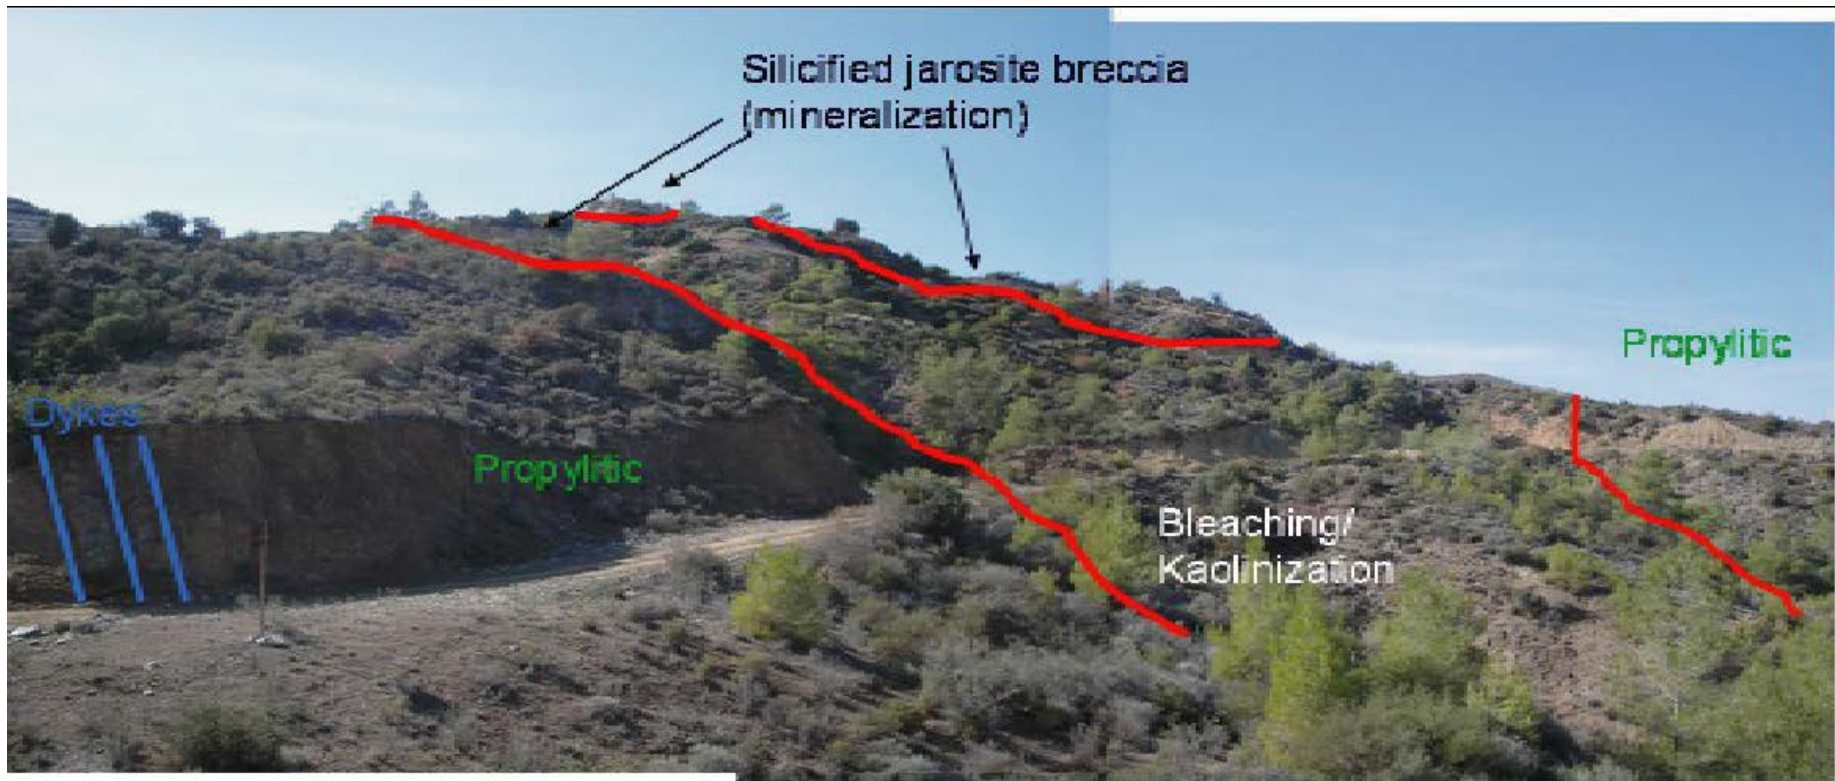 Silicified jarosite breccia
(mineralization)
Propylitic
Dykes
Propylitic
Bleaching/
Kaolinization